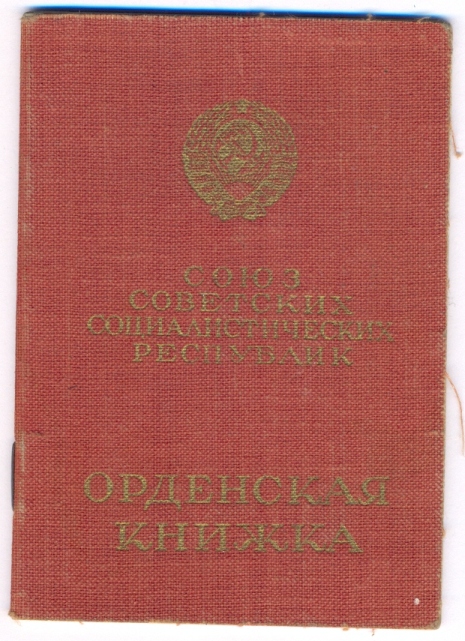 СОЮЗ
СОВЕТСКИХ
СОЦИАЛИСТИЧЕСКИХ
РЕСПУБЛИК
ОРДЕНСКАЯ
КНИЖКА